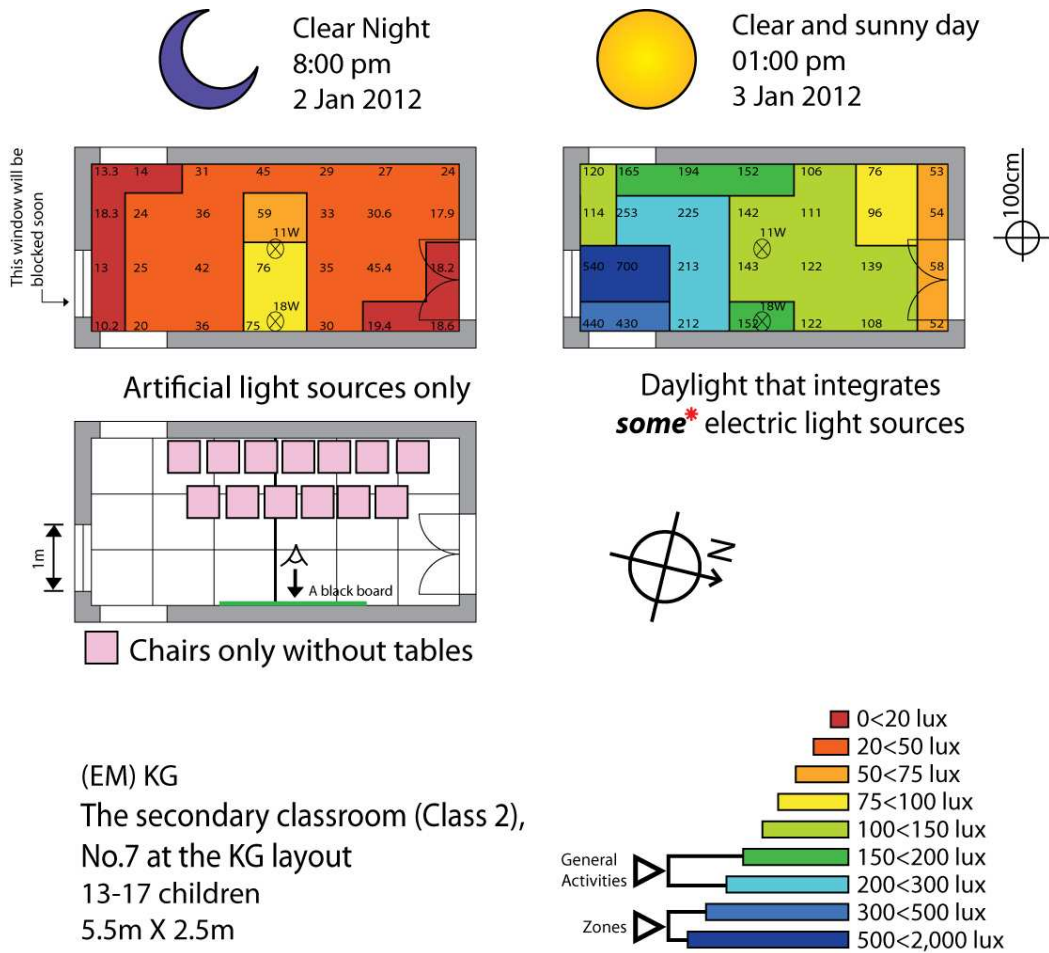 Clear Night
8:00 pm
2 Jan 2012
Clear and sunny day
01:00 pm
3 Jan 2012
This window will be
blocked soon
13.3 14 31 45 29 27 24
18.3 24 36 59 33 30.6 17.9
11W
13 25 42 76 35 45.4 18.2
18W
10.2 20 36 75 30 19.4 18.6
120 165 194 152 106 76 53
114 253 225 142 111 96 54
11W
540 700 213 143 122 139 58
18W
440 430 212 152 122 108 52
100cm
Artificial light sources only
Daylight that integrates
some* electric light sources
1m
A black board
N
Chairs only without tables
(EM) KG
The secondary classroom (Class 2),
No.7 at the KG layout
13-17 children
5.5m X 2.5m
0<20 lux
20<50 lux
50<75 lux
75<100 lux
100<150 lux
General
Activities
150<200 lux
200<300 lux
Zones
300<500 lux
500<2,000 lux